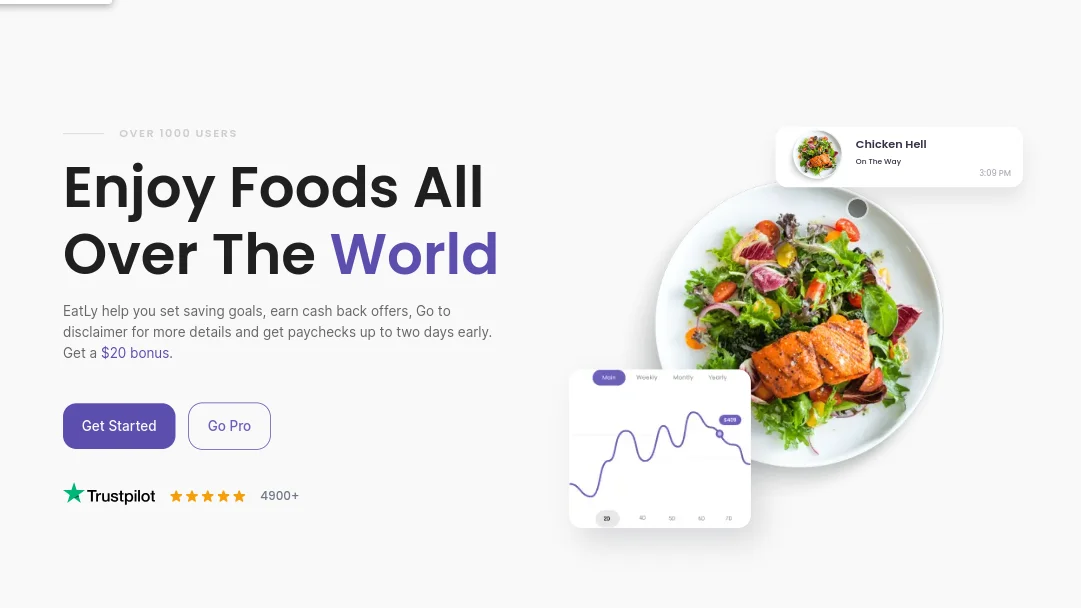 OVER 1000 USERS
Enjoy Foods All
Over The World
EatLy help you set saving goals, earn cash back offers, Go to
disclaimer for more details and get paychecks up to two days early.
Get a $20 bonus.
Get Started
Go Pro
Trustpilot
4900+
Chicken Hell
On The Way
3:09 PM
Main Weekly Montly Yearly
20 40 50 60 70